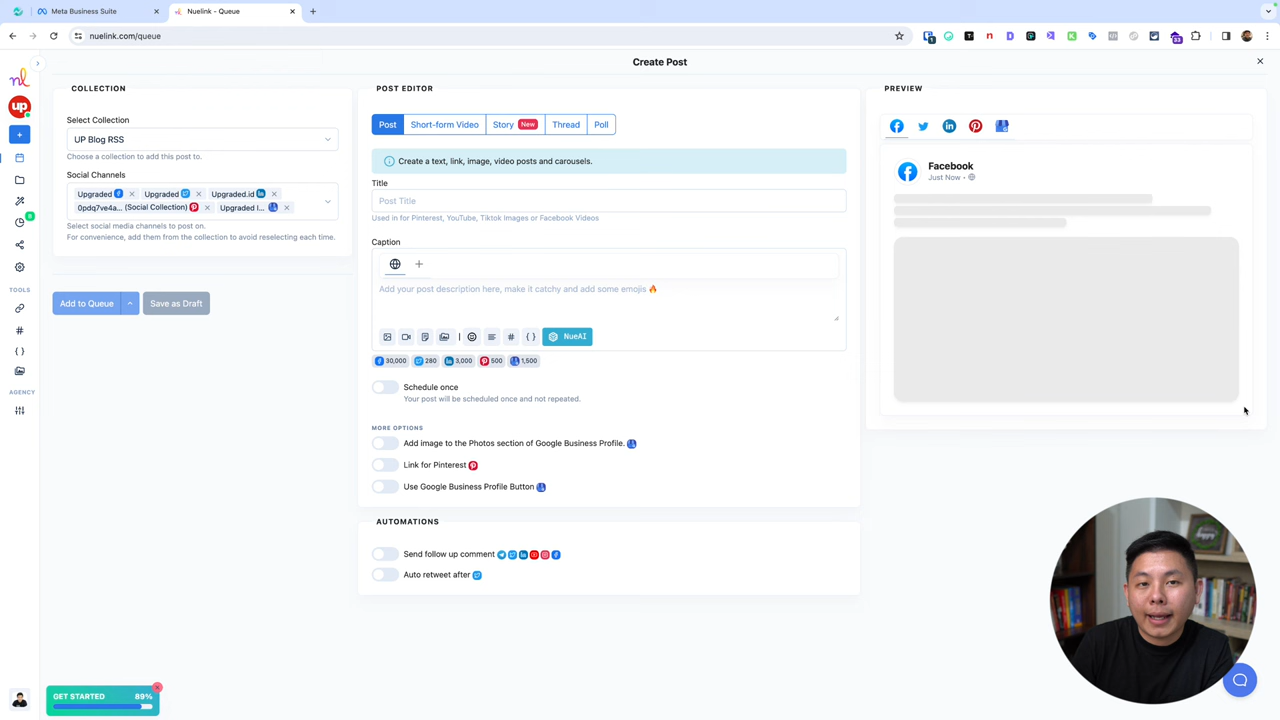 Meta Business Suite
Nuelink - Queue
nuelink.com/queue
33
Create Post
nl
up
9
TOOLS
AGENCY
COLLECTION
Select Collection
UP Blog RSS
Choose a collection to add this post to.
Social Channels
Upgraded
Upgraded
Upgraded.id
0pdq7ve4a... (Social Collection)
Upgraded I...
Select social media channels to post on.
For convenience, add them from the collection to avoid reselecting each time.
Add to Queue
Save as Draft
POST EDITOR
Post
Short-form Video
Story New
Thread
Poll
Create a text, link, image, video posts and carousels.
Title
Post Title
Used in for Pinterest, YouTube, Tiktok Images or Facebook Videos
Caption
Add your post description here, make it catchy and add some emojis 🔥
NueAI
30,000
280
3,000
500
1,500
Schedule once
Your post will be scheduled once and not repeated.
MORE OPTIONS
Add image to the Photos section of Google Business Profile.
Link for Pinterest
Use Google Business Profile Button
AUTOMATIONS
Send follow up comment
Auto retweet after
PREVIEW
Facebook
Just Now •
GET STARTED 89%